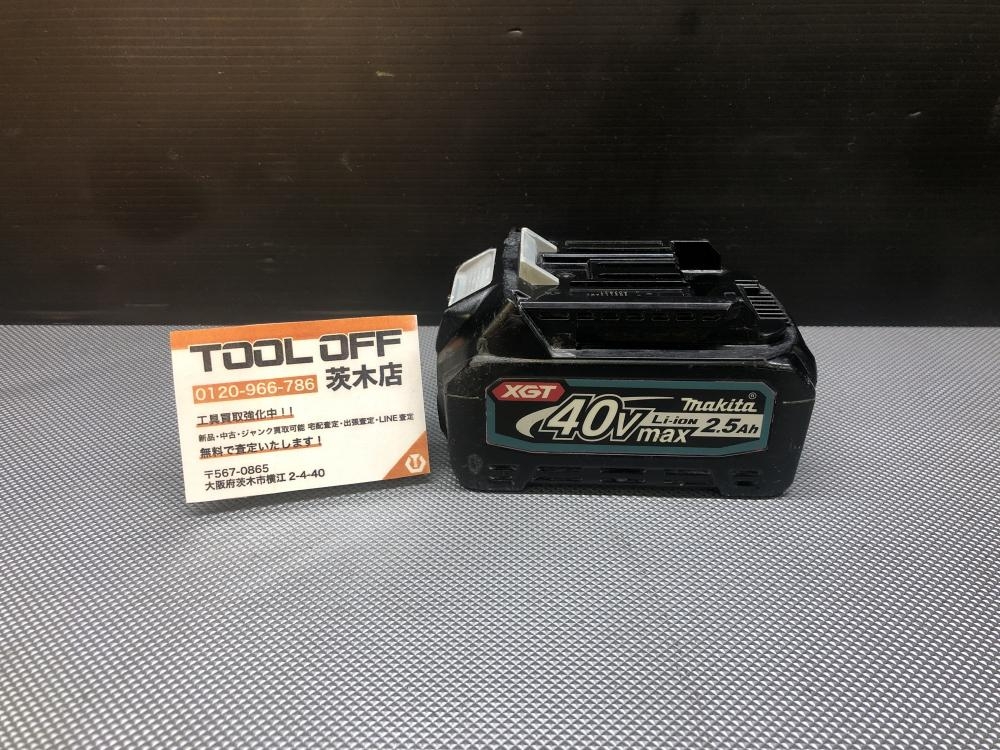 TOOL OFF
0120-966-786 茨木店
工具買取強化中！！
新品・中古・ジャンク買取可能 宅配査定・出張査定・LINE査定
無料で査定いたします！
〒567-0865
大阪府茨木市横江 2-4-40
XGT
makita®
40Vmax Li-ion 2.5Ah